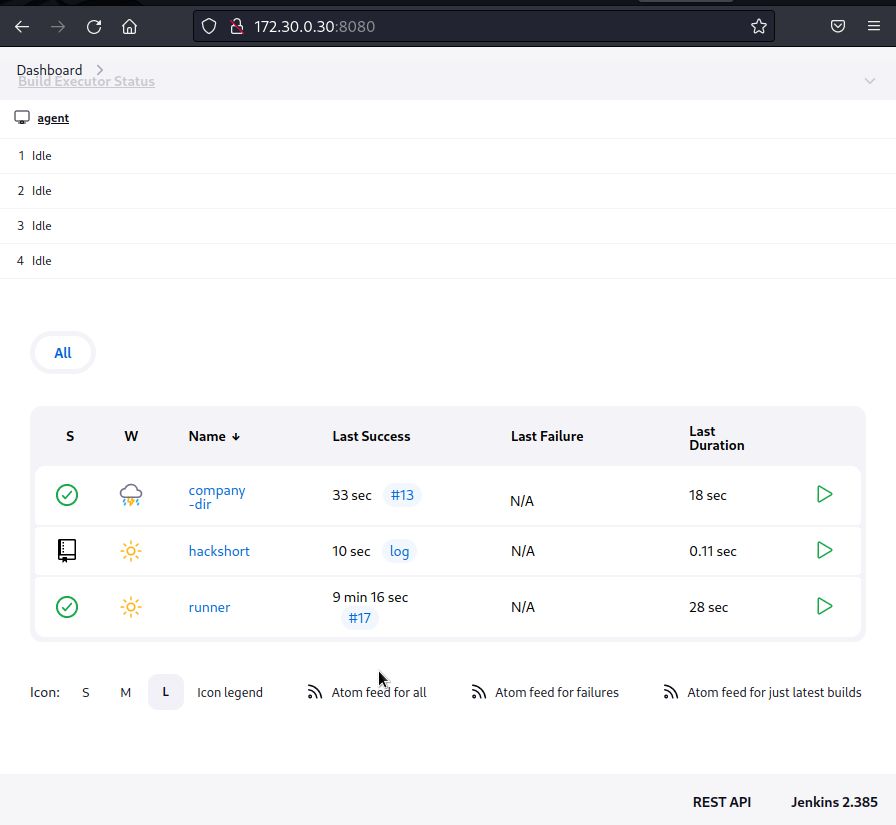 172.30.0.30:8080
Dashboard
Build Executor Status
agent
1 Idle
2 Idle
3 Idle
4 Idle
All
S W Name ↓ Last Success Last Failure Last
Duration
company
-dir
33 sec #13 N/A 18 sec
hackshort 10 sec log N/A 0.11 sec
runner 9 min 16 sec
#17
N/A 28 sec
Icon: S M L Icon legend Atom feed for all Atom feed for failures Atom feed for just latest builds
REST API Jenkins 2.385